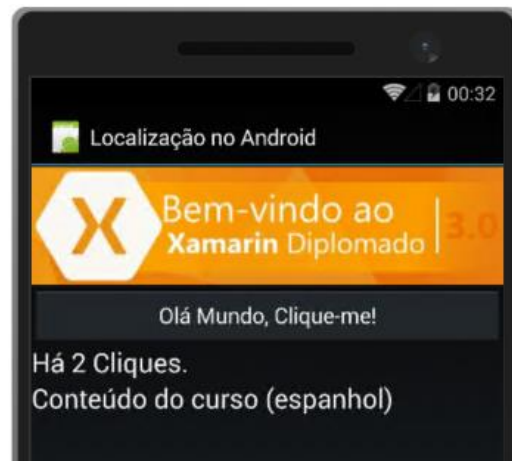 00:32
Localização no Android
X
Bem-vindo ao
Xamarin Diplomado
3.0
Olá Mundo, Clique-me!
Há 2 Cliques.
Conteúdo do curso (espanhol)